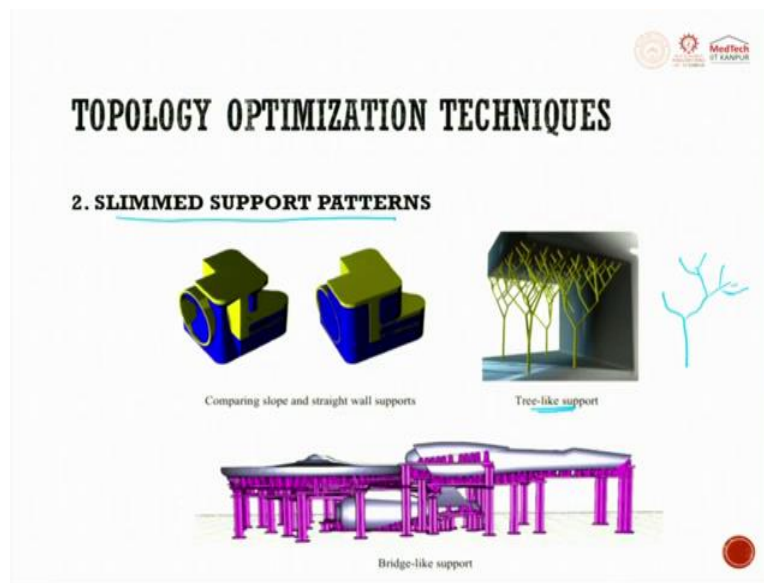 MedTech
IIT KANPUR
TOPOLOGY OPTIMIZATION TECHNIQUES
2. SLIMMED SUPPORT PATTERNS
Comparing slope and straight wall supports
Tree-like support
Bridge-like support